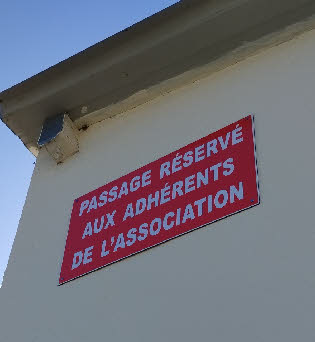 PASSAGE RÉSERVÉ
AUX ADHÉRENTS
DE L'ASSOCIATION